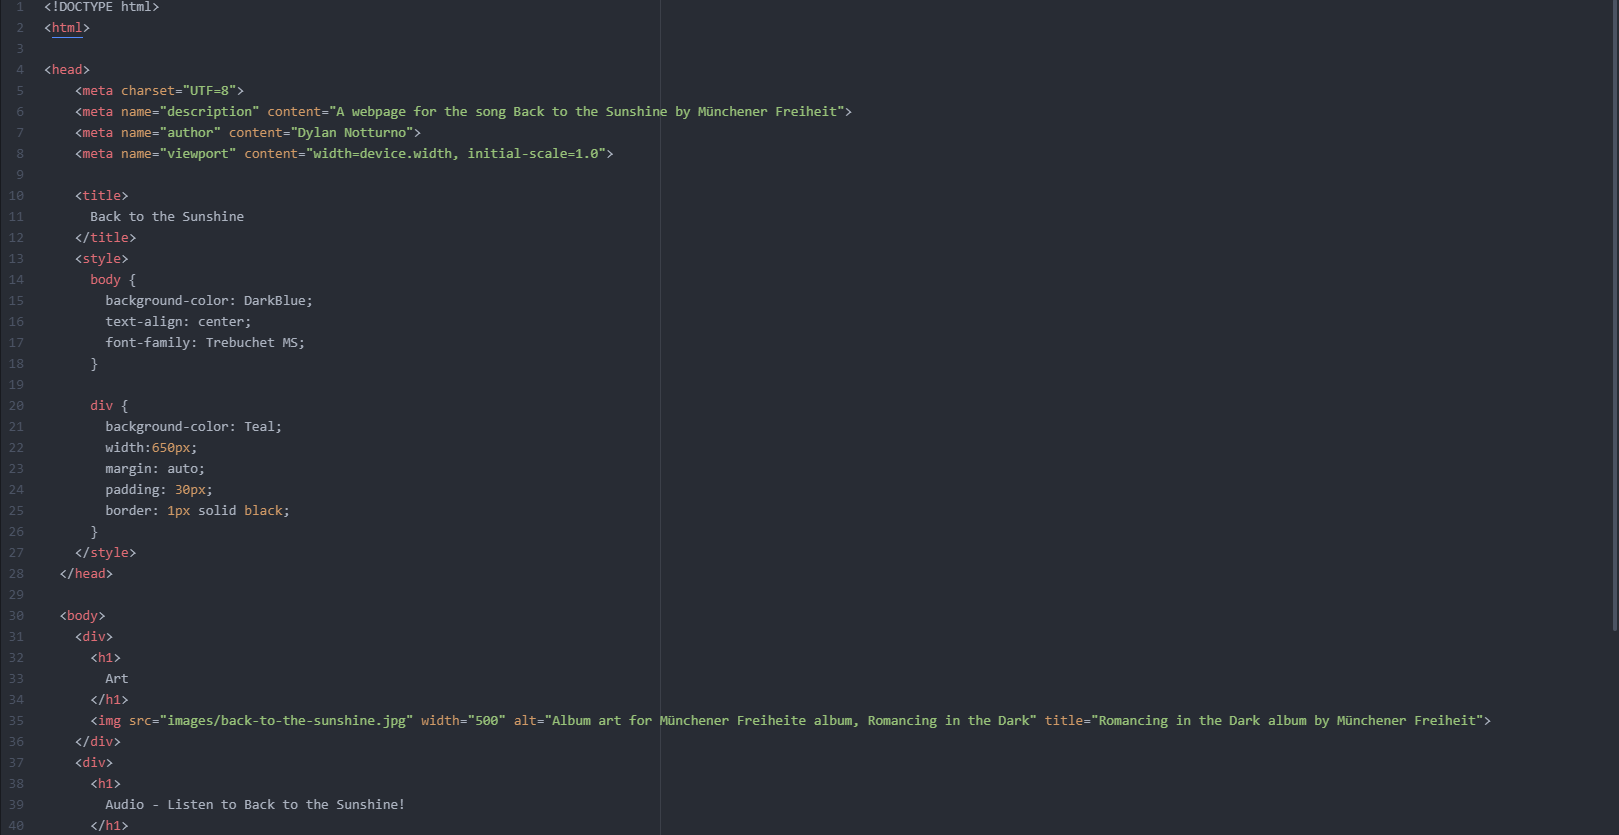 1 <!DOCTYPE html>
2 <html>
3
4 <head>
5     <meta charset="UTF=8">
6     <meta name="description" content="A webpage for the song Back to the Sunshine by Münchener Freiheit">
7     <meta name="author" content="Dylan Notturno">
8     <meta name="viewport" content="width=device.width, initial-scale=1.0">
9
10     <title>
11       Back to the Sunshine
12     </title>
13     <style>
14       body {
15         background-color: DarkBlue;
16         text-align: center;
17         font-family: Trebuchet MS;
18       }
19
20       div {
21         background-color: Teal;
22         width:650px;
23         margin: auto;
24         padding: 30px;
25         border: 1px solid black;
26       }
27     </style>
28   </head>
29
30   <body>
31     <div>
32       <h1>
33         Art
34       </h1>
35       <img src="images/back-to-the-sunshine.jpg" width="500" alt="Album art for Münchener Freiheite album, Romancing in the Dark" title="Romancing in the Dark album by Münchener Freiheit">
36     </div>
37     <div>
38       <h1>
39         Audio - Listen to Back to the Sunshine!
40       </h1>